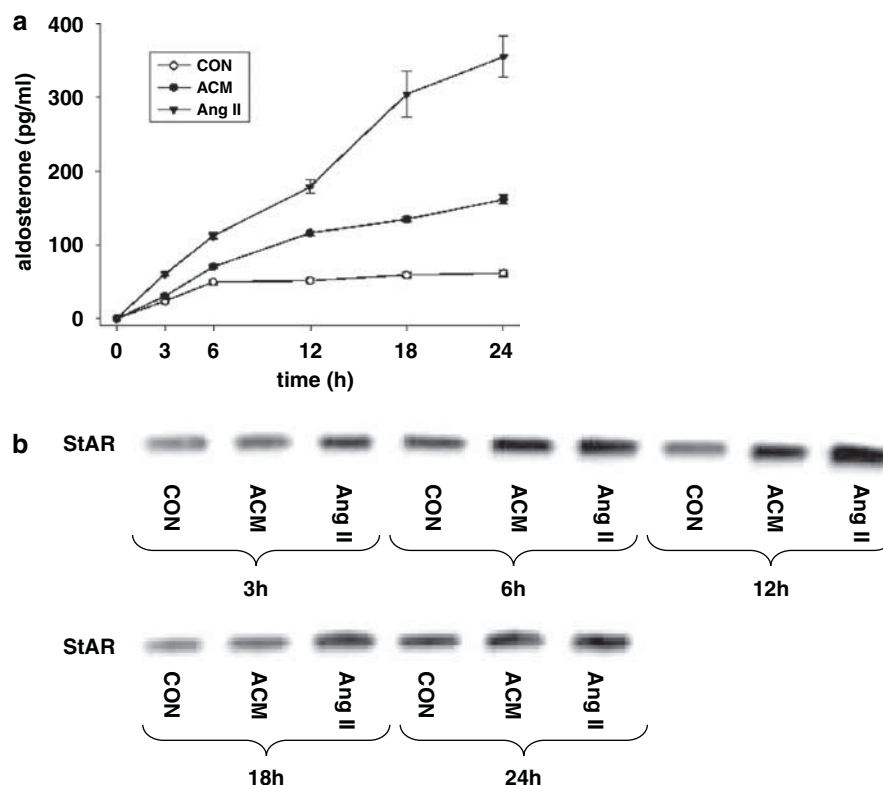 a
400
300
200
100
0
aldosterone (pg/ml)
CON
ACM
Ang II
0 3 6 12 18 24
time (h)
b
StAR
CON ACM Ang II CON ACM Ang II CON ACM Ang II
3h 6h 12h
StAR
CON ACM Ang II CON ACM Ang II
18h 24h